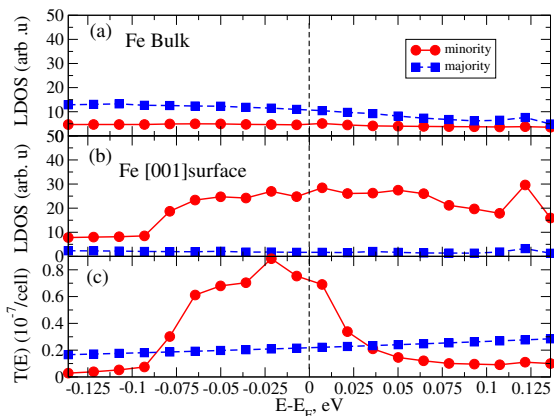 50
40
30
20
10
LDOS (arb .u)
(a)
Fe Bulk
minority
majority
50
40
30
20
10
0
LDOS (arb. u)
(b)
Fe [001]surface
0.8
0.6
0.4
0.2
0
T(E) (10⁻⁷/cell)
(c)
-0.125 -0.1 -0.075 -0.05 -0.025 0 0.025 0.05 0.075 0.1 0.125
E-E_F, eV